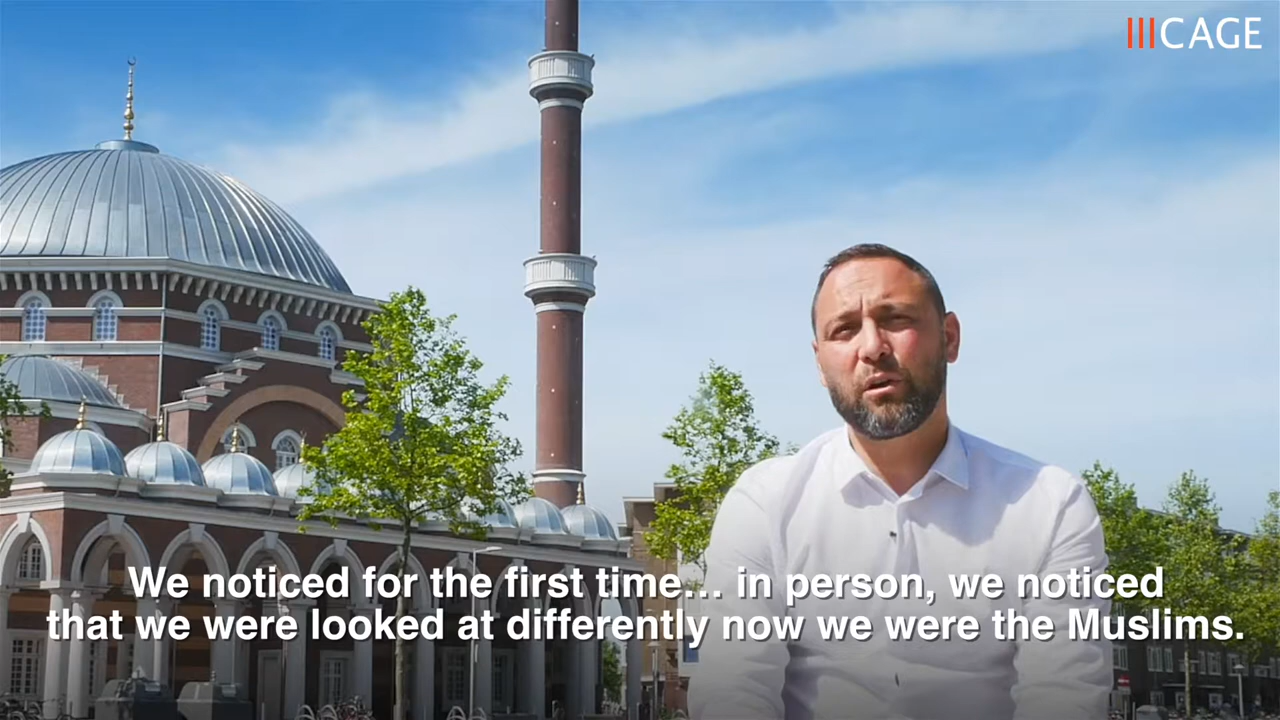 CAGE
We noticed for the first time... in person, we noticed
that we were looked at differently now we were the Muslims.